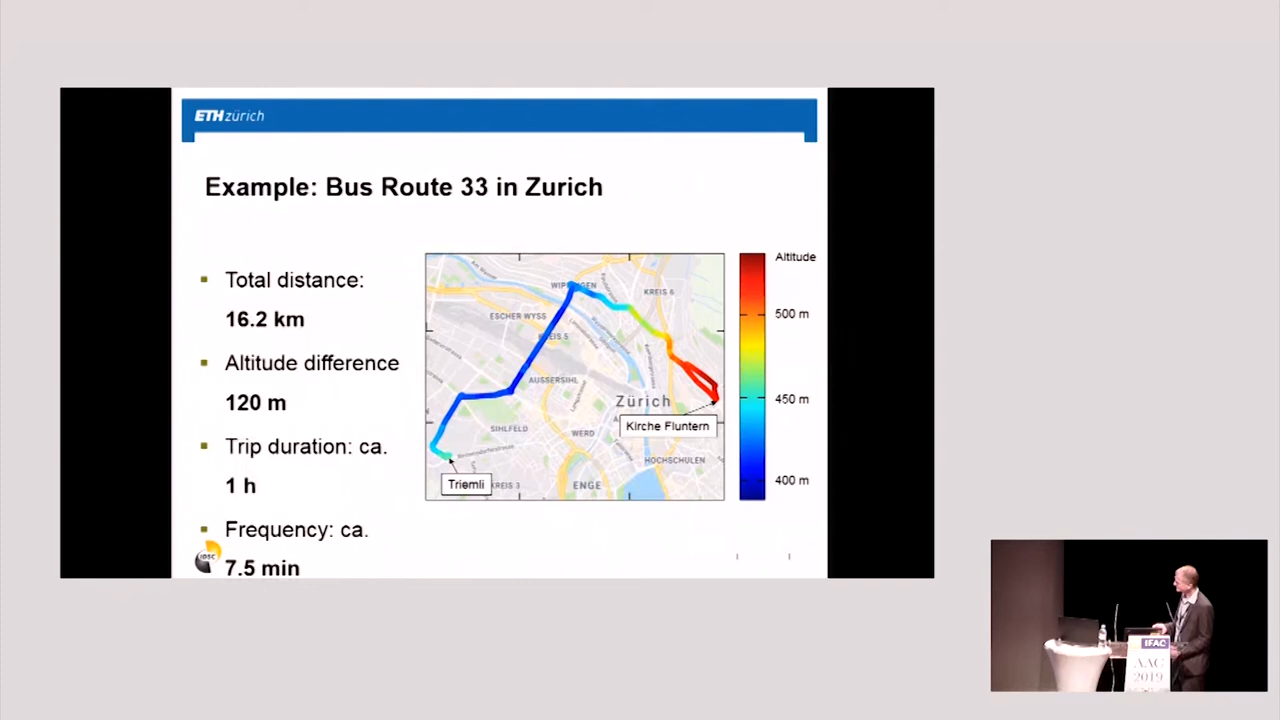 ETH zürich
Example: Bus Route 33 in Zurich
Total distance:
16.2 km
Altitude difference
120 m
Trip duration: ca.
1 h
Frequency: ca.
7.5 min
Altitude
500 m
450 m
400 m
KREIS 6
ESCHER WYSS
KREIS 5
AUSSERSIHL
Zürich
Kirche Fluntern
SIHLFELD
WERD
HOCHSCHULEN
Triemli
KREIS 3
ENGE
IDSC
IFAC
AAC
2019